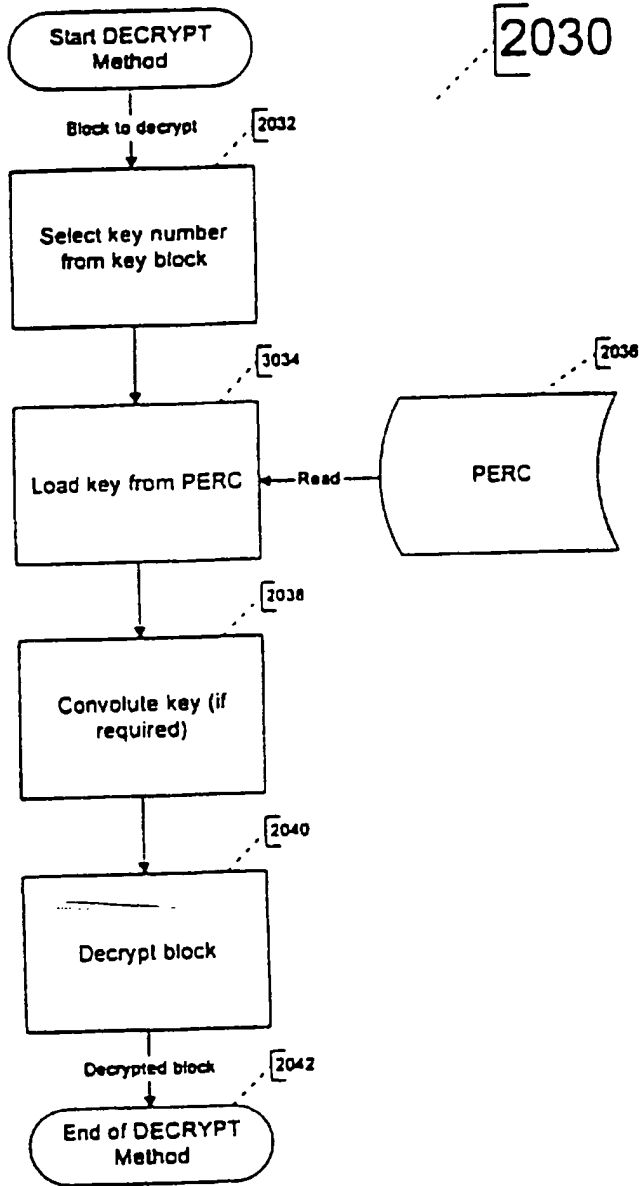 Start DECRYPT
Method
2030
Block to decrypt
2032
Select key number
from key block
3034
2036
Load key from PERC
Read
PERC
2038
Convolute key (if
required)
2040
Decrypt block
Decrypted block
2042
End of DECRYPT
Method